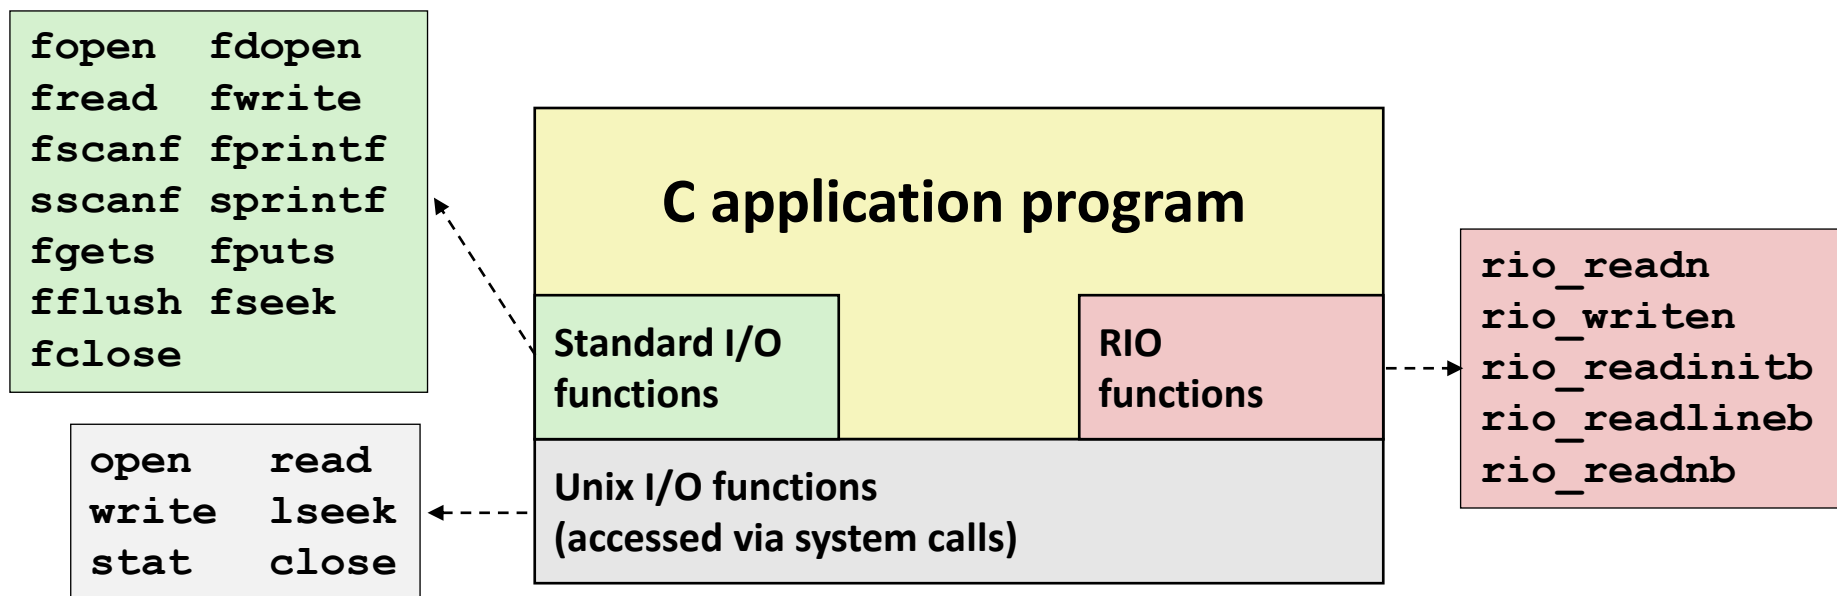 fopen fdopen
fread fwrite
fscanf fprintf
sscanf sprintf
fgets fputs
fflush fseek
fclose
C application program
Standard I/O
functions
RIO
functions
rio_readn
rio_writen
rio_readinitb
rio_readlineb
rio_readnb
open read
write lseek
stat close
Unix I/O functions
(accessed via system calls)